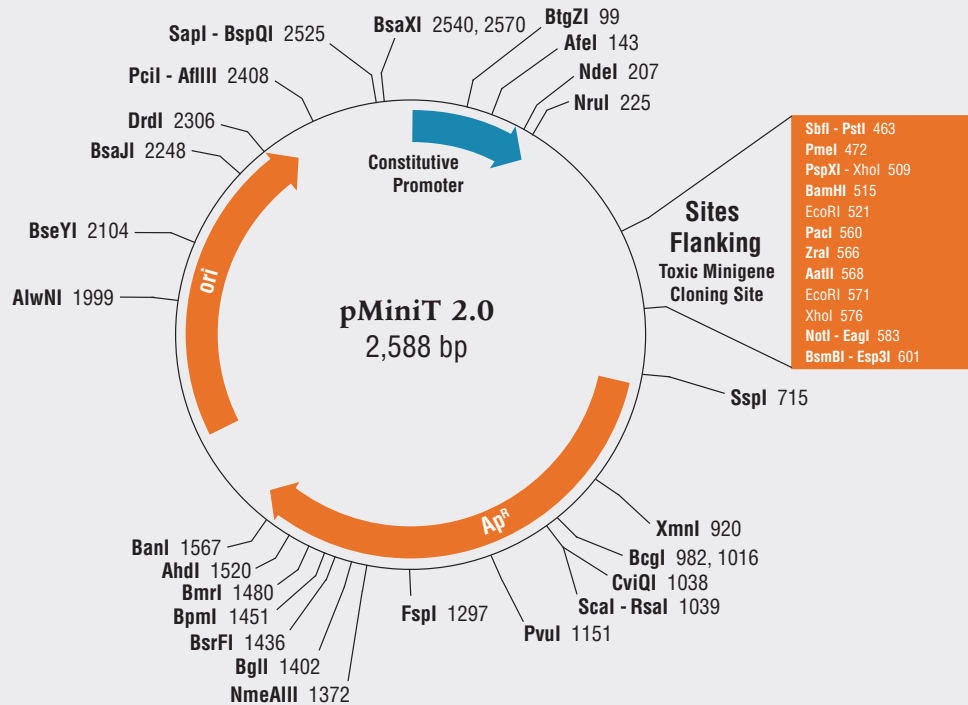 SapI - BspQI 2525
BsaXI 2540, 2570
BtgZI 99
AfeI 143
PciI - AflIII 2408
NdeI 207
NruI 225
DrdI 2306
BsaJI 2248
BseYI 2104
AlwNI 1999
Constitutive
Promoter
ori
pMiniT 2.0
2,588 bp
Sites
Flanking
Toxic Minigene
Cloning Site
SbfI - PstI 463
PmeI 472
PspXI - XhoI 509
BamHI 515
EcoRI 521
PacI 560
ZraI 566
AatII 568
EcoRI 571
XhoI 576
NotI - EagI 583
BsmBI - Esp3I 601
SspI 715
ApR
XmnI 920
BcgI 982, 1016
CviQI 1038
ScaI - RsaI 1039
PvuI 1151
FspI 1297
BanI 1567
AhdI 1520
BmrI 1480
BpmI 1451
BsrFI 1436
BglI 1402
NmeAIII 1372